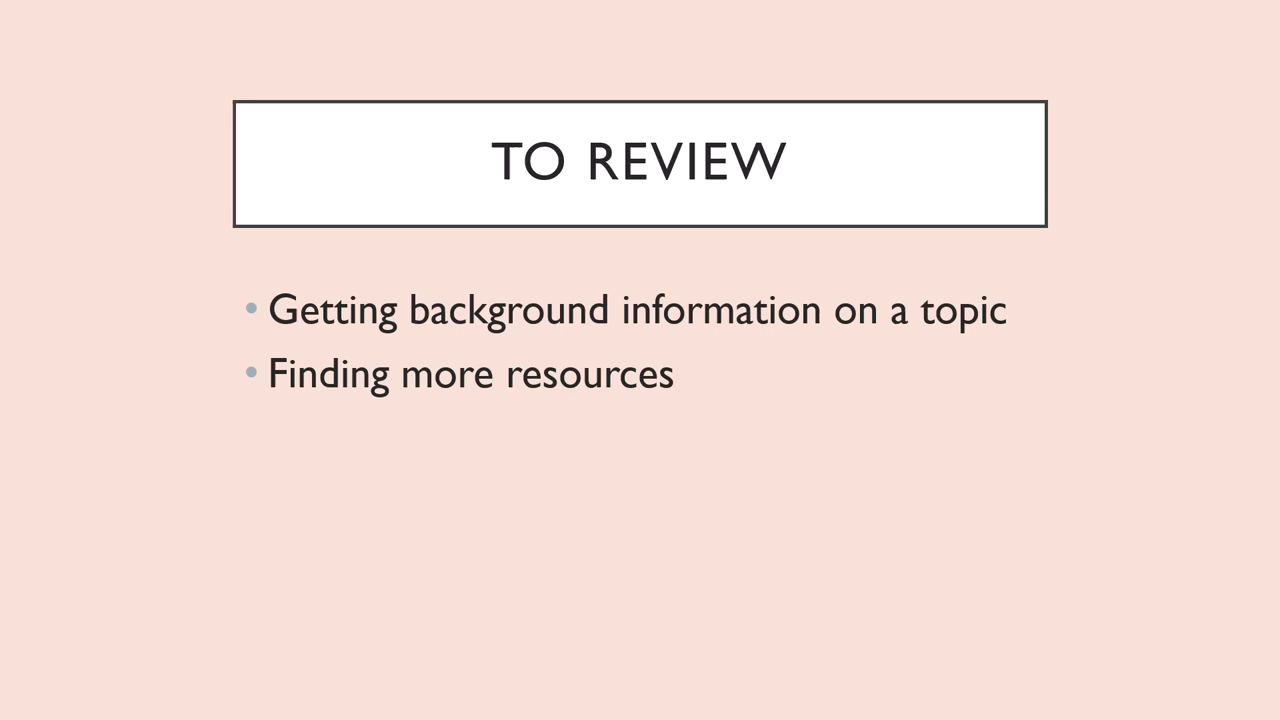 TO REVIEW
• Getting background information on a topic
• Finding more resources